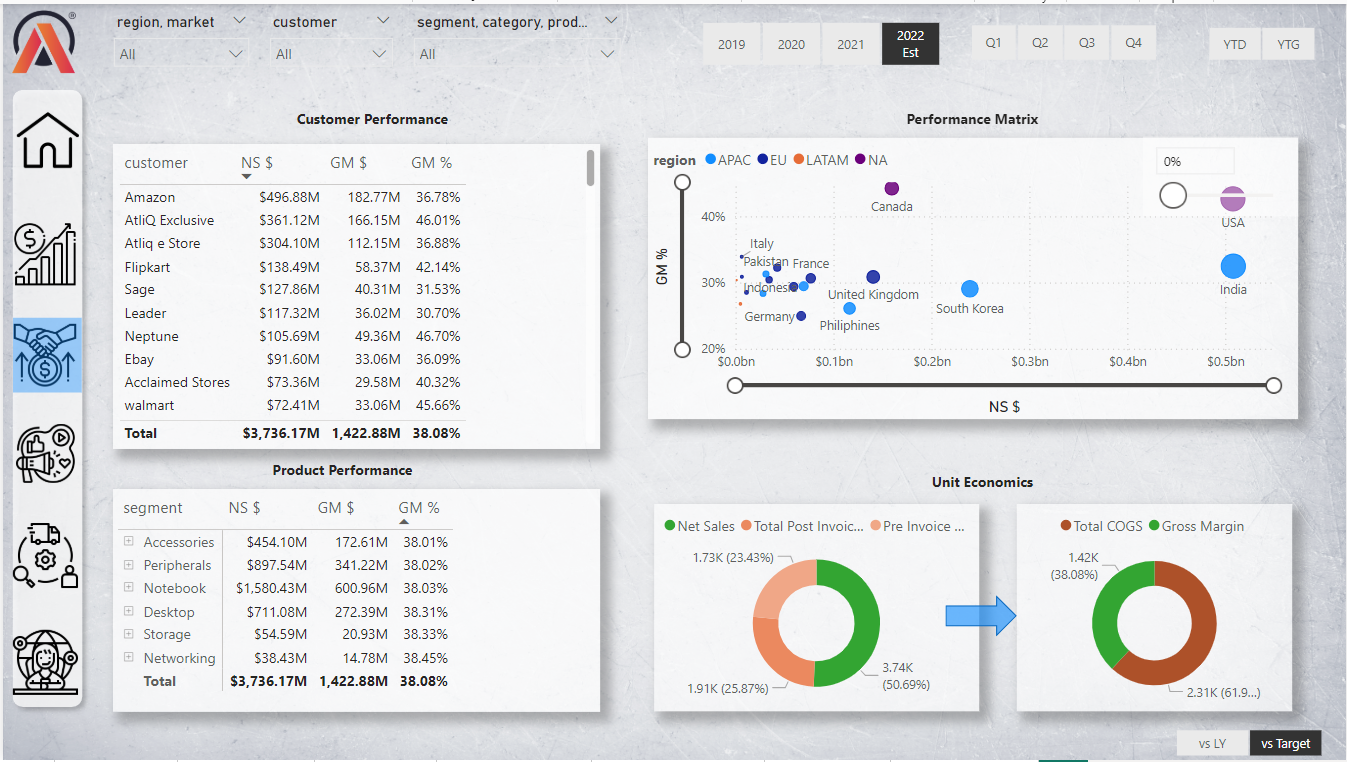 region, market
customer
segment, category, prod...
All
All
All
2019
2020
2021
2022
Est
Q1
Q2
Q3
Q4
YTD
YTG
Customer Performance
customer NS $ GM $ GM %
Amazon $496.88M 182.77M 36.78%
AtliQ Exclusive $361.12M 166.15M 46.01%
Atliq e Store $304.10M 112.15M 36.88%
Flipkart $138.49M 58.37M 42.14%
Sage $127.86M 40.31M 31.53%
Leader $117.32M 36.02M 30.70%
Neptune $105.69M 49.36M 46.70%
Ebay $91.60M 33.06M 36.09%
Acclaimed Stores $73.36M 29.58M 40.32%
walmart $72.41M 33.06M 45.66%
Total $3,736.17M 1,422.88M 38.08%
Performance Matrix
region APAC EU LATAM NA
0%
GM %
40%
30%
20%
Canada
USA
Italy
Pakistan
France
Indonesia
United Kingdom
India
South Korea
Germany
Philiphines
$0.0bn $0.1bn $0.2bn $0.3bn $0.4bn $0.5bn
NS $
Product Performance
segment NS $ GM $ GM %
Accessories $454.10M 172.61M 38.01%
Peripherals $897.54M 341.22M 38.02%
Notebook $1,580.43M 600.96M 38.03%
Desktop $711.08M 272.39M 38.31%
Storage $54.59M 20.93M 38.33%
Networking $38.43M 14.78M 38.45%
Total $3,736.17M 1,422.88M 38.08%
Unit Economics
Net Sales Total Post Invoic... Pre Invoice ...
1.73K (23.43%)
3.74K
(50.69%)
1.91K (25.87%)
Total COGS Gross Margin
1.42K
(38.08%)
2.31K (61.9...)
vs LY
vs Target